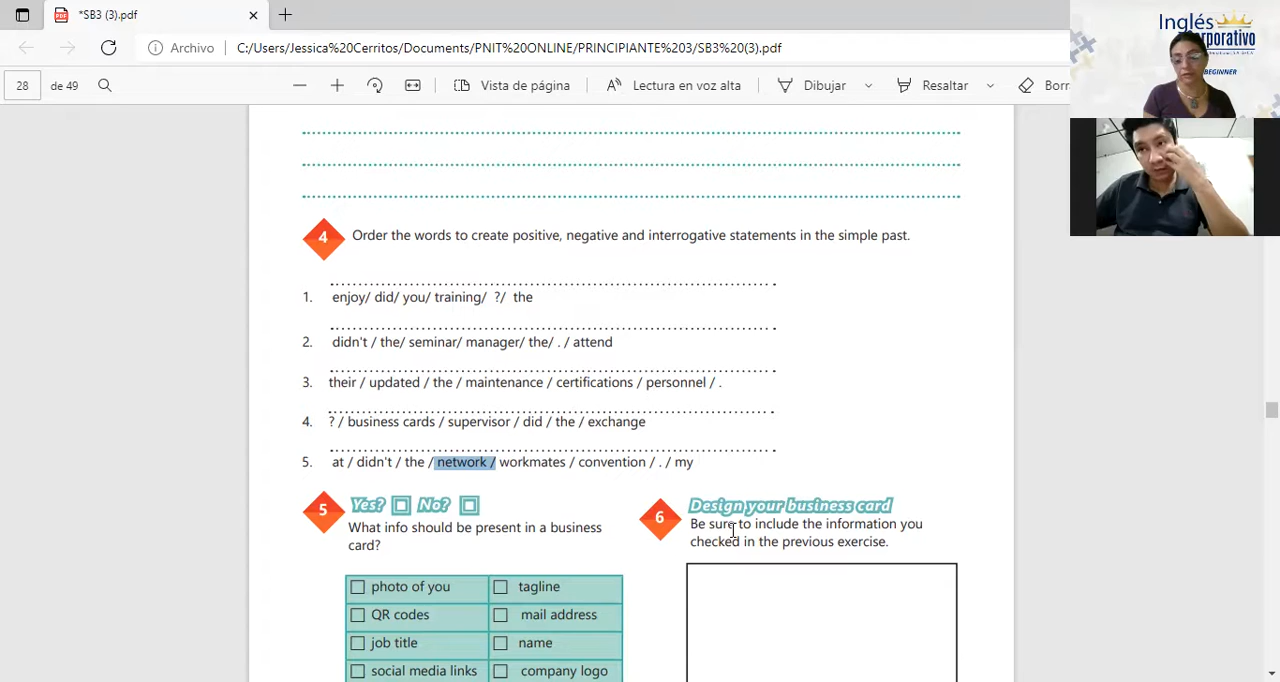 *SB3 (3).pdf
Archivo
C:/Users/Jessica%20Cerritos/Documents/PNIT%20ONLINE/PRINCIPIANTE%203/SB3%20(3).pdf
28 de 49
Vista de página
Lectura en voz alta
Dibujar
Resaltar
Borr
Inglés
Corporativo
BEGINNER
4 Order the words to create positive, negative and interrogative statements in the simple past.
1. enjoy/ did/ you/ training/ ?/ the
2. didn't / the/ seminar/ manager/ the/ . / attend
3. their / updated / the / maintenance / certifications / personnel / .
4. ? / business cards / supervisor / did / the / exchange
5. at / didn't / the / network / workmates / convention / . / my
5 Yes? No?
What info should be present in a business
card?
photo of you tagline
QR codes mail address
job title name
social media links company logo
6 Design your business card
Be sure to include the information you
checked in the previous exercise.